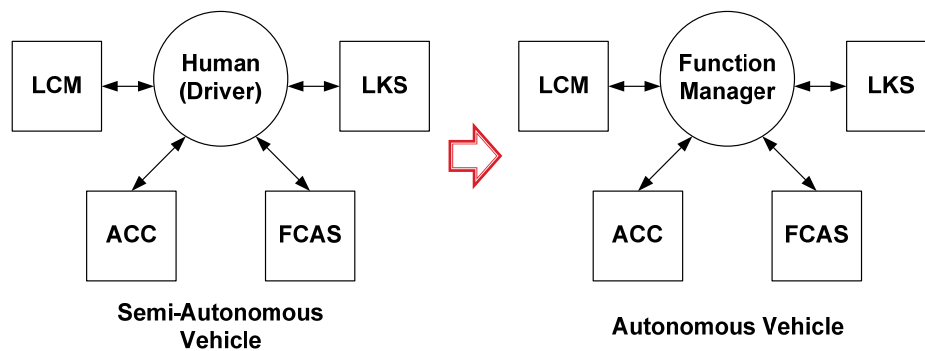 Human
(Driver)
LCM
LKS
ACC
FCAS
Semi-Autonomous
Vehicle
Function
Manager
LCM
LKS
ACC
FCAS
Autonomous Vehicle